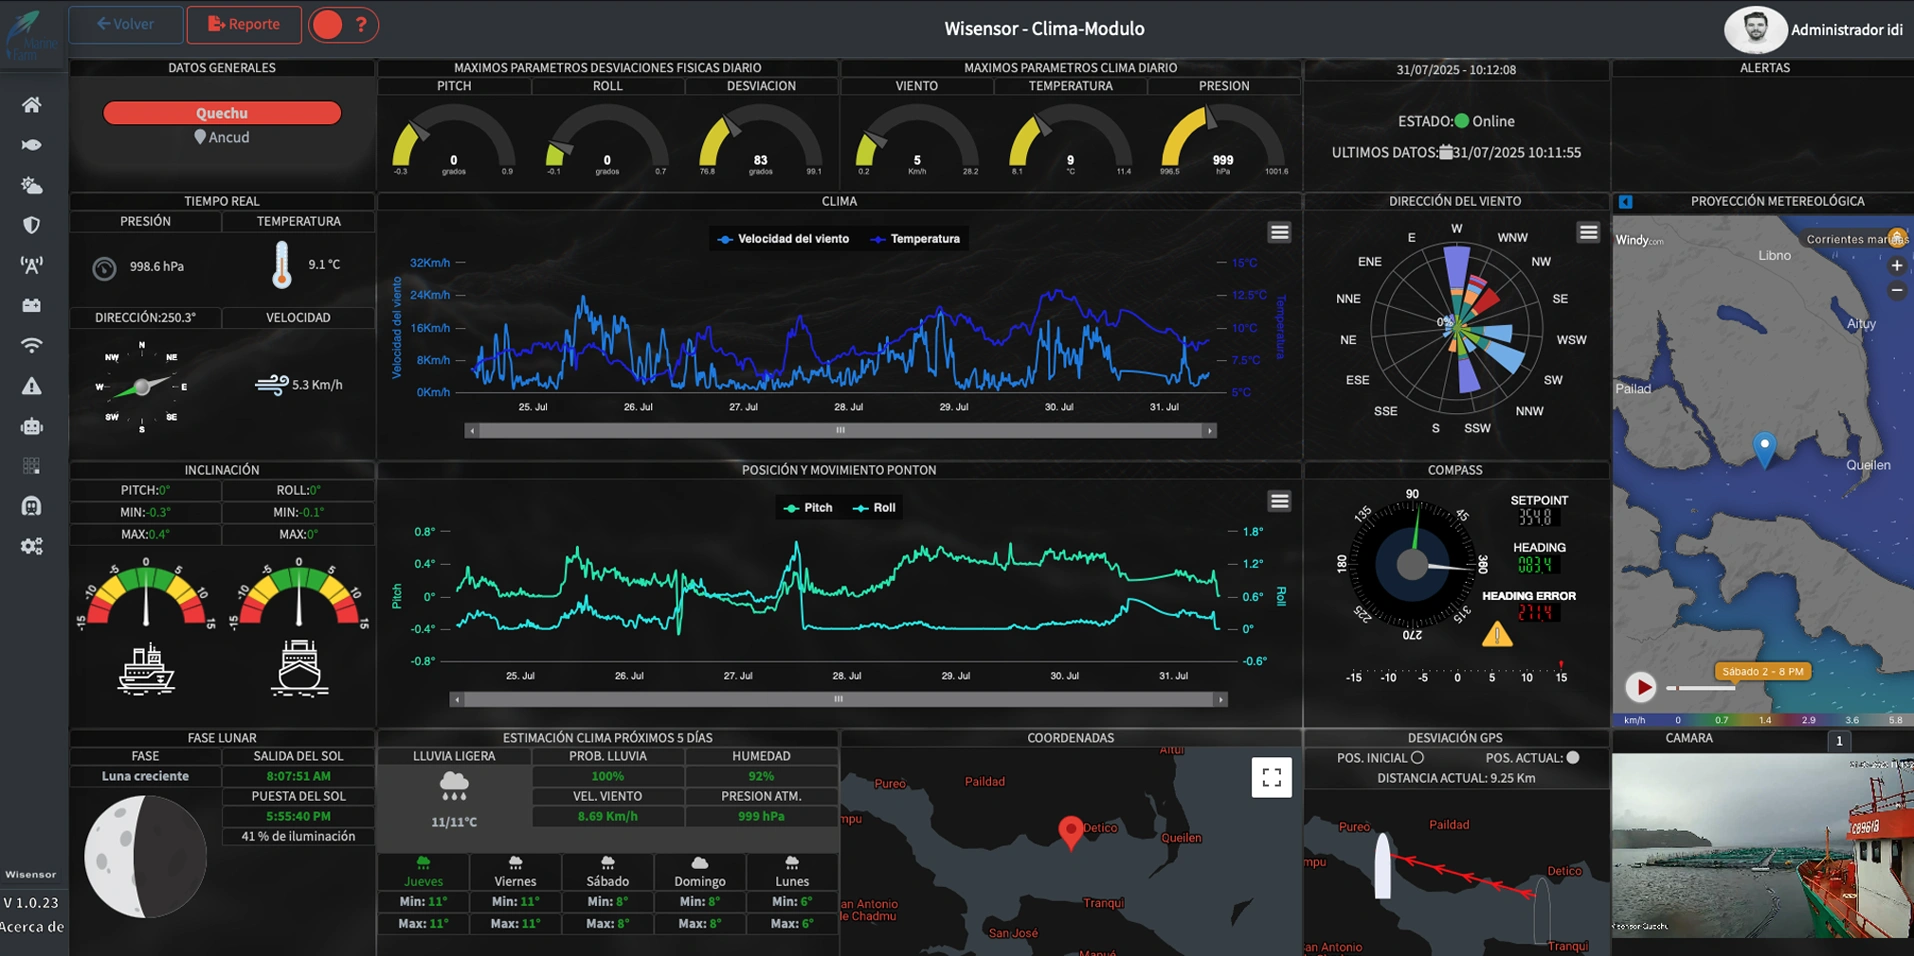 Marine Farm
Volver
Reporte
?
Wisensor - Clima-Modulo
Administrador idi
DATOS GENERALES
Quechu
Ancud
MAXIMOS PARAMETROS DESVIACIONES FISICAS DIARIO
PITCH
ROLL
DESVIACION
0
grados
-0.3
0.9
0
grados
-0.1
0.7
83
grados
76.8
99.1
MAXIMOS PARAMETROS CLIMA DIARIO
VIENTO
TEMPERATURA
PRESION
5
Km/h
0.2
28.2
9
°C
8.1
11.4
999
hPa
996.5
1001.6
31/07/2025 - 10:12:08
ESTADO: Online
ULTIMOS DATOS: 31/07/2025 10:11:55
ALERTAS
TIEMPO REAL
PRESIÓN
TEMPERATURA
998.6 hPa
9.1 °C
DIRECCIÓN:250.3°
VELOCIDAD
N
NW
NE
W
E
SW
SE
S
5.3 Km/h
CLIMA
Velocidad del viento
Temperatura
32Km/h
24Km/h
16Km/h
8Km/h
0Km/h
Velocidad del viento
15°C
12.5°C
10°C
7.5°C
5°C
Temperatura
25. Jul
26. Jul
27. Jul
28. Jul
29. Jul
30. Jul
31. Jul
DIRECCIÓN DEL VIENTO
W
E
WNW
ENE
NW
NNE
SE
0%
NE
WSW
ESE
SW
SSE
NNW
S
SSW
PROYECCIÓN METEREOLÓGICA
Windy.com
Corrientes mareas
Libno
Aituy
Pailad
Queilen
Sábado 2 - 8 PM
km/h
0
0.7
1.4
2.9
3.6
5.8
INCLINACIÓN
PITCH:0°
ROLL:0°
MIN:-0.3°
MIN:-0.1°
MAX:0.4°
MAX:0°
-15
-10
-5
0
5
10
15
-15
-10
-5
0
5
10
15
POSICIÓN Y MOVIMIENTO PONTON
Pitch
Roll
0.8°
0.4°
0°
-0.4°
-0.8°
Pitch
1.8°
1.2°
0.6°
0°
-0.6°
Roll
25. Jul
26. Jul
27. Jul
28. Jul
29. Jul
30. Jul
31. Jul
COMPASS
90
135
45
180
360
225
315
270
SETPOINT
354.8
HEADING
083.4
HEADING ERROR
271.4
-15
-10
-5
0
5
10
15
FASE LUNAR
FASE
SALIDA DEL SOL
Luna creciente
8:07:51 AM
PUESTA DEL SOL
5:55:40 PM
41 % de iluminación
ESTIMACIÓN CLIMA PRÓXIMOS 5 DÍAS
LLUVIA LIGERA
PROB. LLUVIA
HUMEDAD
100%
92%
VEL. VIENTO
PRESION ATM.
11/11°C
8.69 Km/h
999 hPa
Jueves
Viernes
Sábado
Domingo
Lunes
Min: 11°
Min: 11°
Min: 8°
Min: 8°
Min: 6°
Max: 11°
Max: 11°
Max: 8°
Max: 8°
Max: 6°
COORDENADAS
Aitui
Pureo
Paildad
mpu
Detico
Queilen
an Antonio
de Chadmu
Tranqui
San José
Manué
DESVIACIÓN GPS
POS. INICIAL
POS. ACTUAL:
DISTANCIA ACTUAL: 9.25 Km
Pureo
Paildad
mpu
Detico
an Antonio
Tranqui
CAMARA
1
C89618
Wisensor Quechu
Wisensor
V 1.0.23
Acerca de